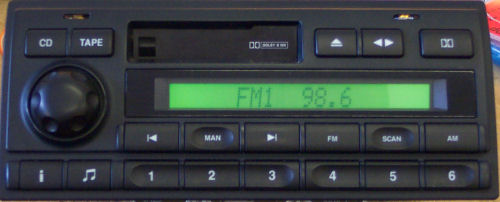 CD TAPE
DOLBY B NR
FM1 98.6
MAN FM SCAN AM
i 1 2 3 4 5 6